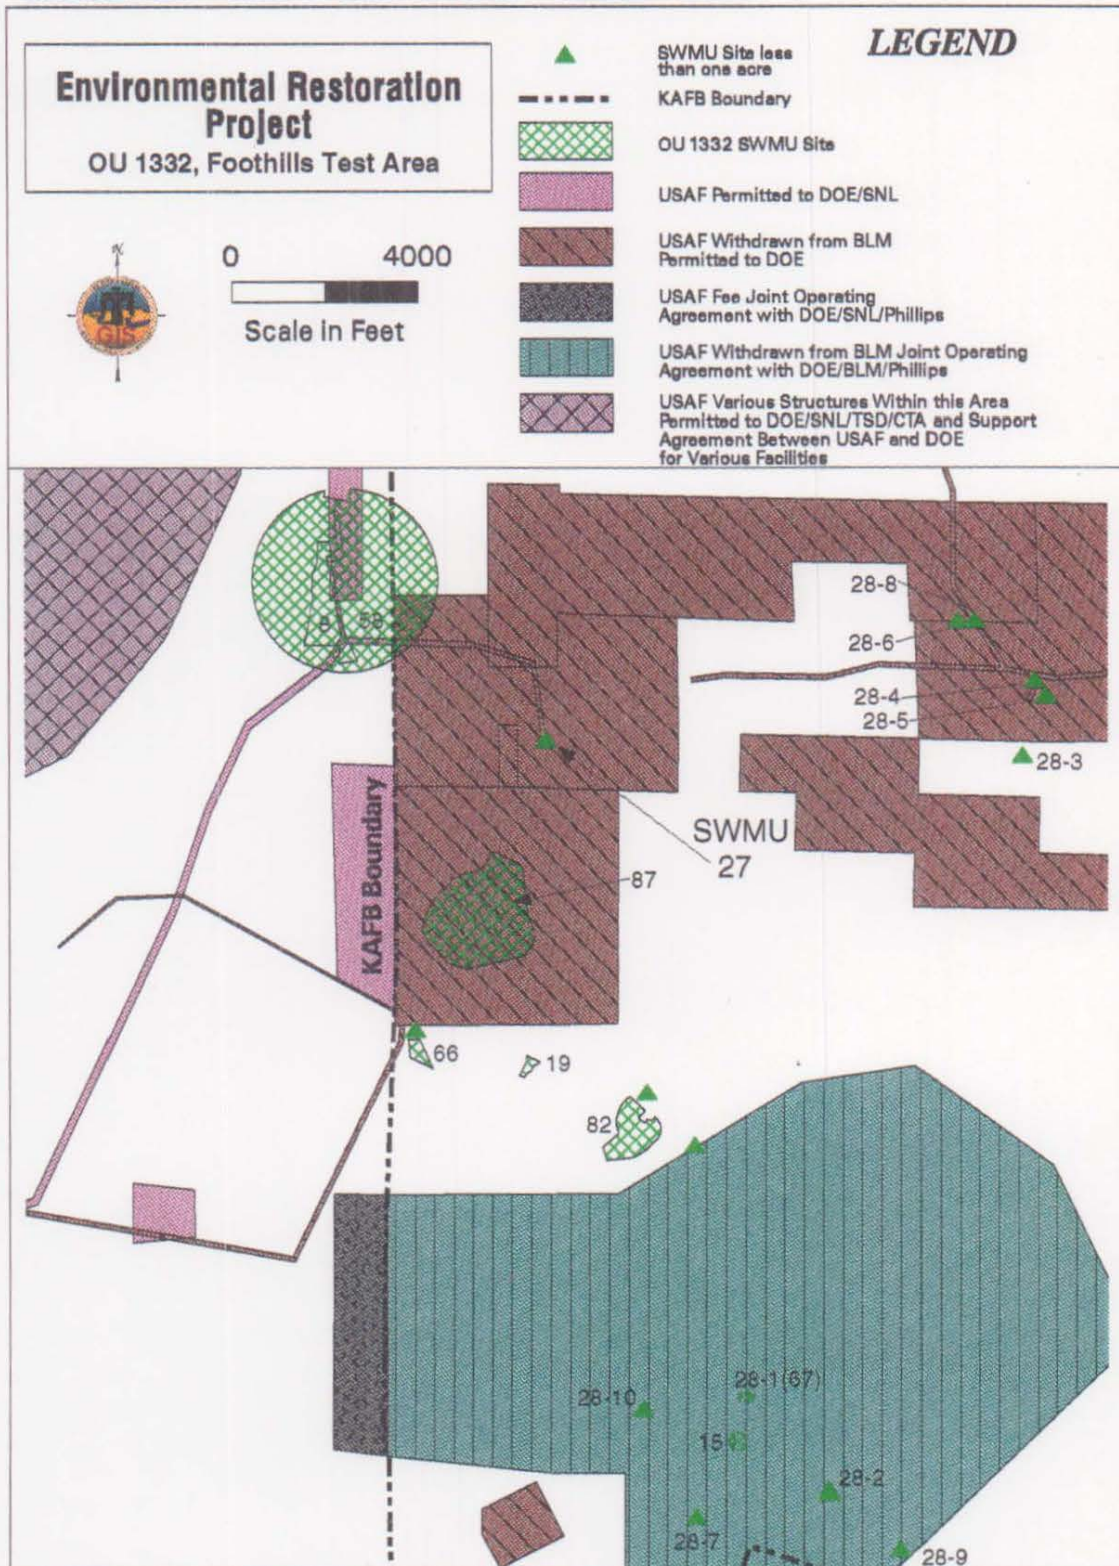 Environmental Restoration
Project
OU 1332, Foothills Test Area
N
GIS
0 4000
Scale in Feet
LEGEND
SWMU Site less
than one acre
KAFB Boundary
OU 1332 SWMU Site
USAF Permitted to DOE/SNL
USAF Withdrawn from BLM
Permitted to DOE
USAF Fee Joint Operating
Agreement with DOE/SNL/Phillips
USAF Withdrawn from BLM Joint Operating
Agreement with DOE/BLM/Phillips
USAF Various Structures Within this Area
Permitted to DOE/SNL/TSD/CTA and Support
Agreement Between USAF and DOE
for Various Facilities
8
58
28-8
28-6
28-4
28-5
28-3
SWMU
27
87
KAFB Boundary
66
19
82
28-1(67)
28-10
15
28-2
28-7
28-9